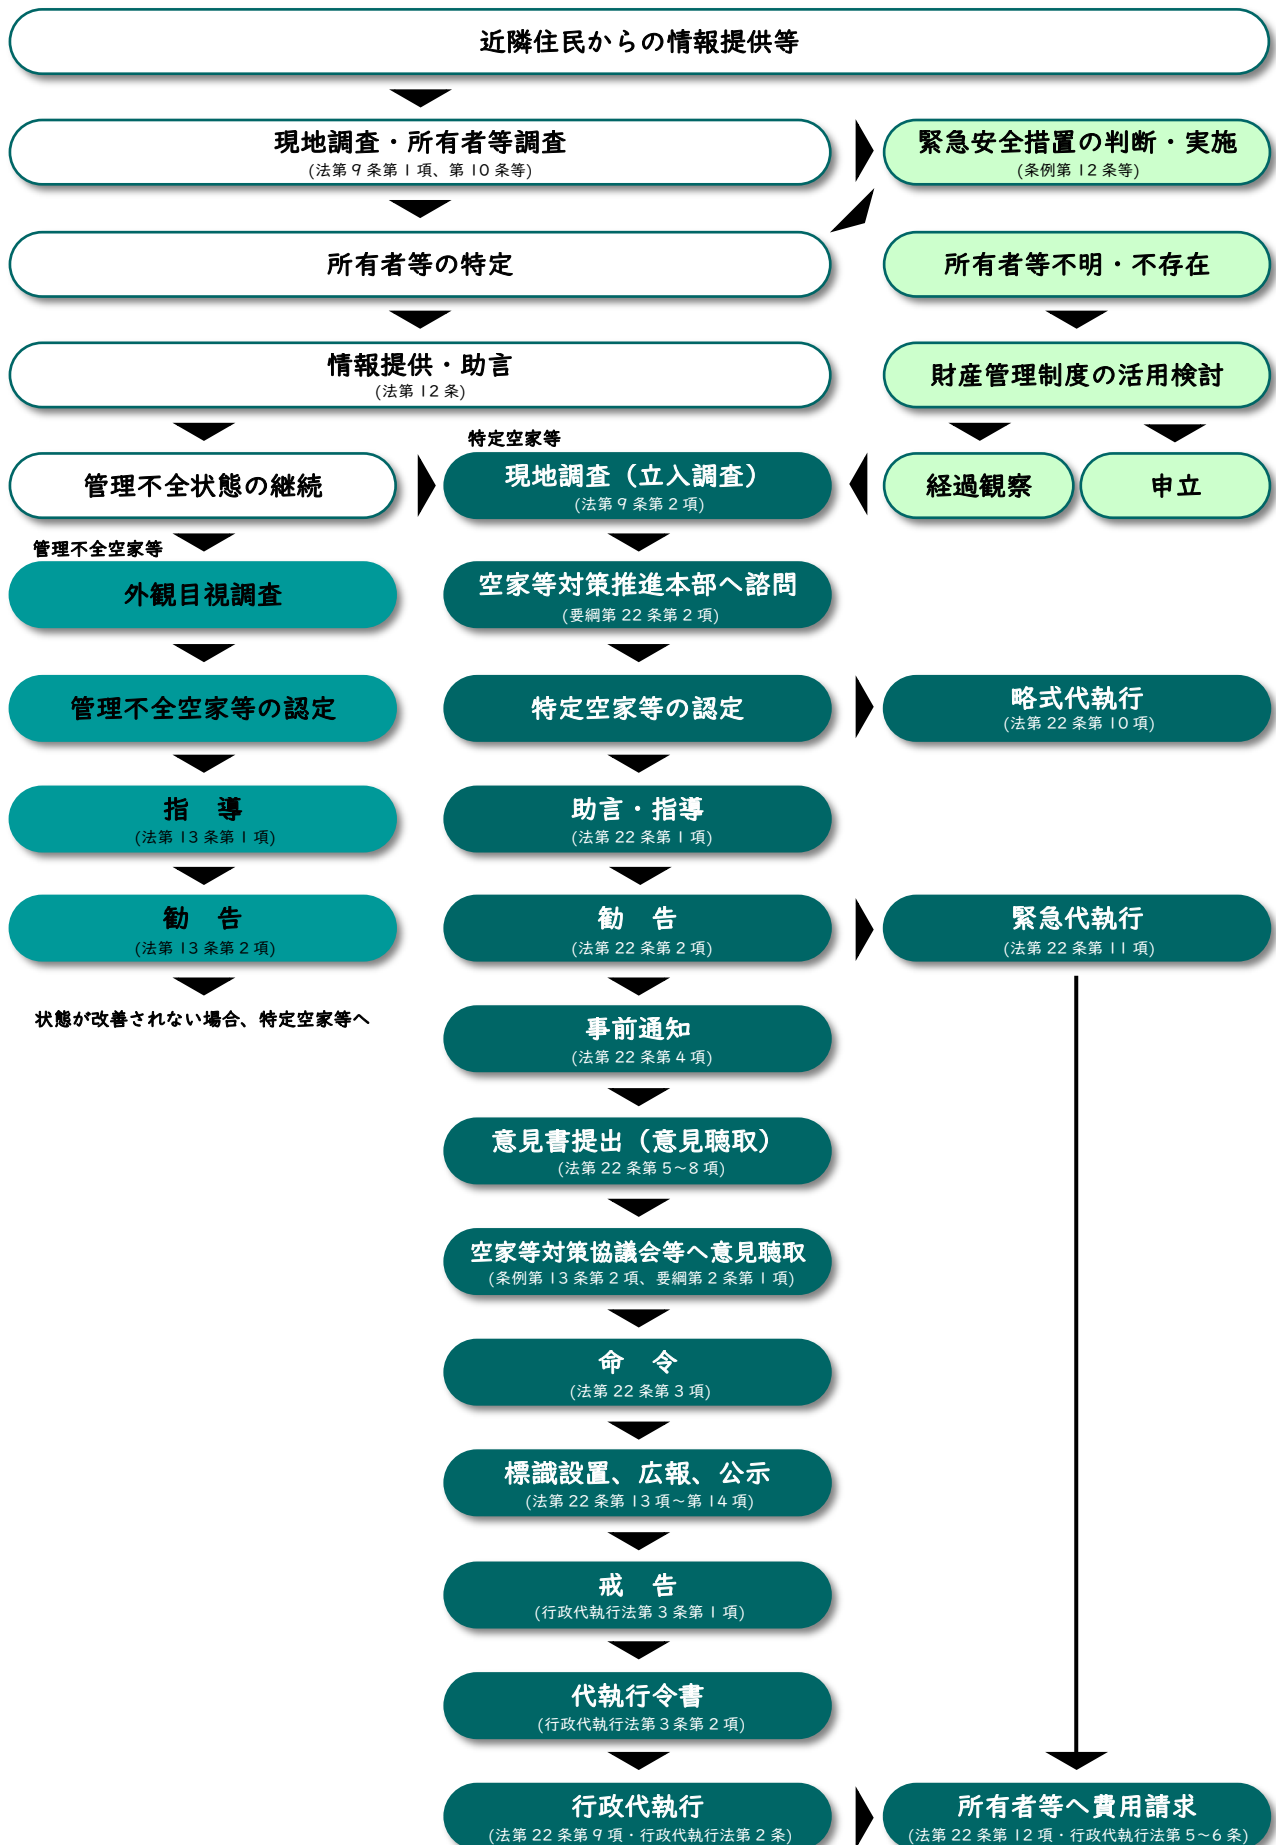 近隣住民からの情報提供等
現地調査・所有者等調査
(法第9条第1項、第10条等)
緊急安全措置の判断・実施
(条例第12条等)
所有者等の特定
所有者等不明・不存在
情報提供・助言
(法第12条)
財産管理制度の活用検討
特定空家等
管理不全状態の継続
現地調査（立入調査）
(法第9条第2項)
経過観察
申立
管理不全空家等
外観目視調査
空家等対策推進本部へ諮問
(要綱第22条第2項)
管理不全空家等の認定
特定空家等の認定
略式代執行
(法第22条第10項)
指　導
(法第13条第1項)
助言・指導
(法第22条第1項)
勧　告
(法第13条第2項)
勧　告
(法第22条第2項)
緊急代執行
(法第22条第11項)
状態が改善されない場合、特定空家等へ
事前通知
(法第22条第4項)
意見書提出（意見聴取）
(法第22条第5~8項)
空家等対策協議会等へ意見聴取
(条例第13条第2項、要綱第2条第1項)
命　令
(法第22条第3項)
標識設置、広報、公示
(法第22条第13項~第14項)
戒　告
(行政代執行法第3条第1項)
代執行令書
(行政代執行法第3条第2項)
行政代執行
(法第22条第9項・行政代執行法第2条)
所有者等へ費用請求
(法第22条第12項・行政代執行法第5~6条)